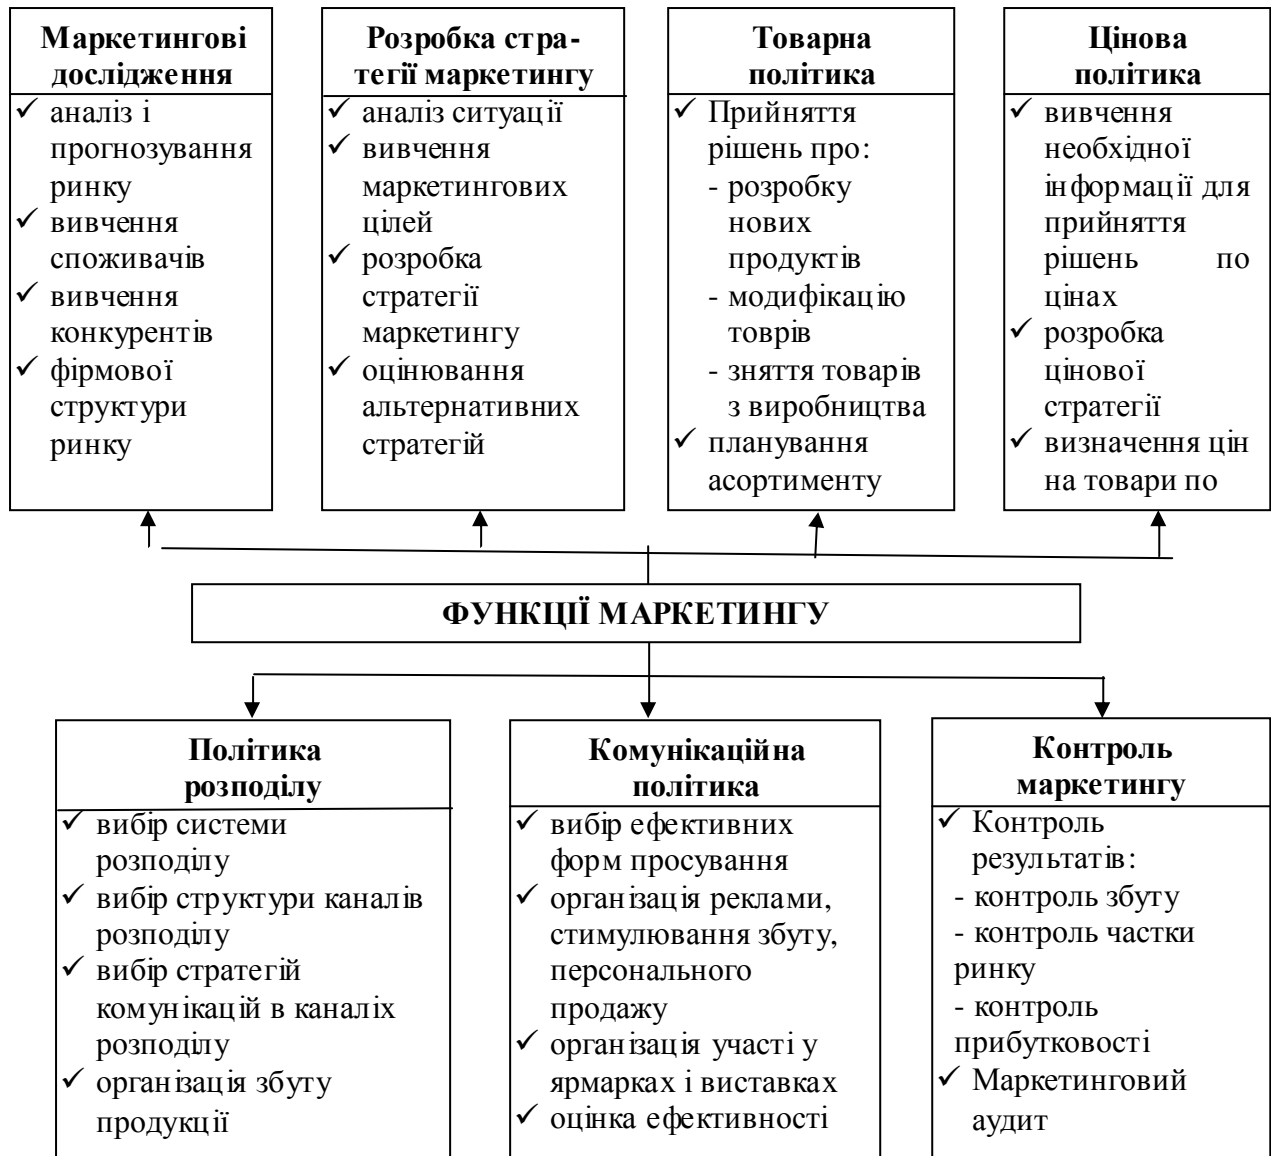 Маркетингові
дослідження
✓ аналіз і
прогнозування
ринку
✓ вивчення
споживачів
✓ вивчення
конкурентів
✓ фірмової
структури
ринку
Розробка стра-
тегії маркетингу
✓ аналіз ситуації
✓ вивчення
маркетингових
цілей
✓ розробка
стратегії
маркетингу
✓ оцінювання
альтернативних
стратегій
Товарна
політика
✓ Прийняття
рішень про:
- розробку
нових
продуктів
- модифікацію
товрів
- зняття товарів
з виробництва
✓ планування
асортименту
Цінова
політика
✓ вивчення
необхідної
інформації для
прийняття
рішень по
цінах
✓ розробка
цінової
стратегії
✓ визначення цін
на товари по
ФУНКЦІЇ МАРКЕТИНГУ
Політика
розподілу
✓ вибір системи
розподілу
✓ вибір структури каналів
розподілу
✓ вибір стратегій
комунікацій в каналіх
розподілу
✓ організація збуту
продукції
Комунікаційна
політика
✓ вибір ефективних
форм просування
✓ організація реклами,
стимулювання збуту,
персонального
продажу
✓ організація участі у
ярмарках і виставках
✓ оцінка ефективності
Контроль
маркетингу
✓ Контроль
результатів:
- контроль збуту
- контроль частки
ринку
- контроль
прибутковості
✓ Маркетинговий
аудит